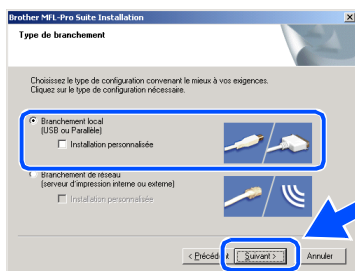 Brother MFL-Pro Suite Installation
Type de branchement
Choisissez le type de configuration convenant le mieux à vos exigences.
Cliquez sur le type de configuration nécessaire.
Branchement local
(USB ou Parallèle)
Installation personnalisée
Branchement de réseau
(serveur d'impression interne ou externe)
Installation personnalisée
< Précédent Suivant > Annuler